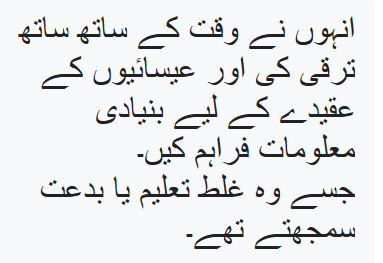 انہوں نے وقت کے ساتھ ساتھ
ترقی کی اور عیسائیوں کے
عقیدے کے لیے بنیادی
معلومات فراہم کیں۔
جسے وہ غلط تعلیم یا بدعت
سمجھتے تھے۔